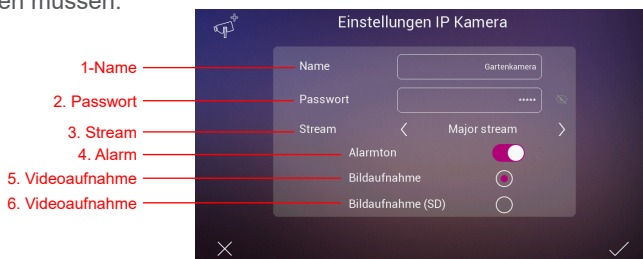 en müssen.
Einstellungen IP Kamera
1-Name
Name
Gartenkamera
2. Passwort
Passwort
*****
3. Stream
Stream
Major stream
4. Alarm
Alarmton
5. Videoaufnahme
Bildaufnahme
6. Videoaufnahme
Bildaufnahme (SD)